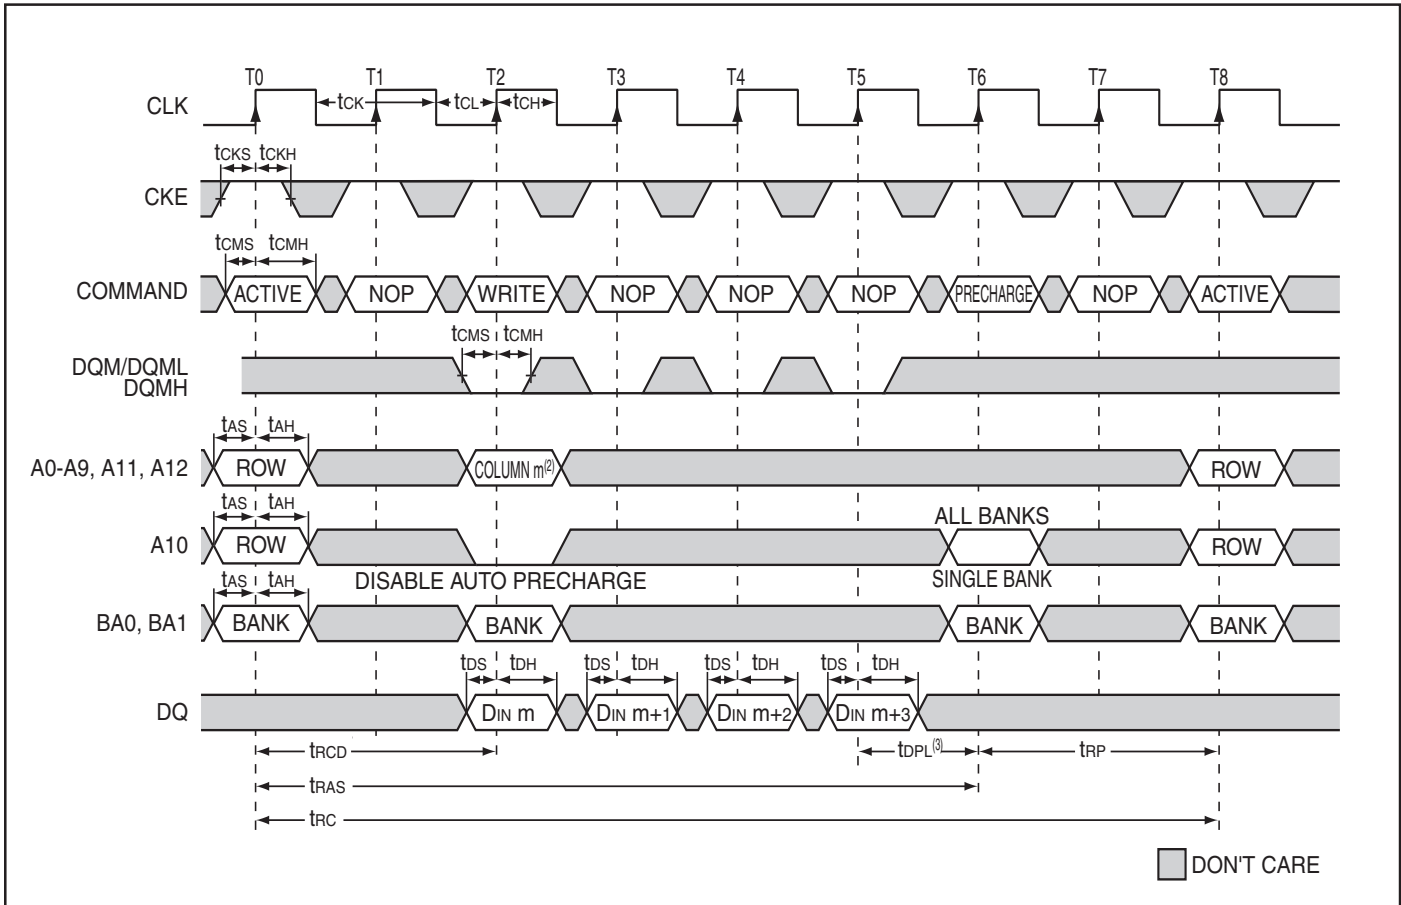 T0 T1 T2 T3 T4 T5 T6 T7 T8
CLK tCK tCL tCH
tCKS tCKH
CKE
tCMS tCMH
COMMAND ACTIVE NOP WRITE NOP NOP NOP PRECHARGE NOP ACTIVE
tCMS tCMH
DQM/DQML
DQMH
tAS tAH
A0-A9, A11, A12 ROW COLUMN m(2) ROW
tAS tAH
ALL BANKS
A10 ROW ROW
DISABLE AUTO PRECHARGE SINGLE BANK
tAS tAH
BA0, BA1 BANK BANK BANK BANK
tDS tDH tDS tDH tDS tDH tDS tDH
DQ DIN m DIN m+1 DIN m+2 DIN m+3
tRCD tDPL(3) tRP
tRAS
tRC
DON'T CARE